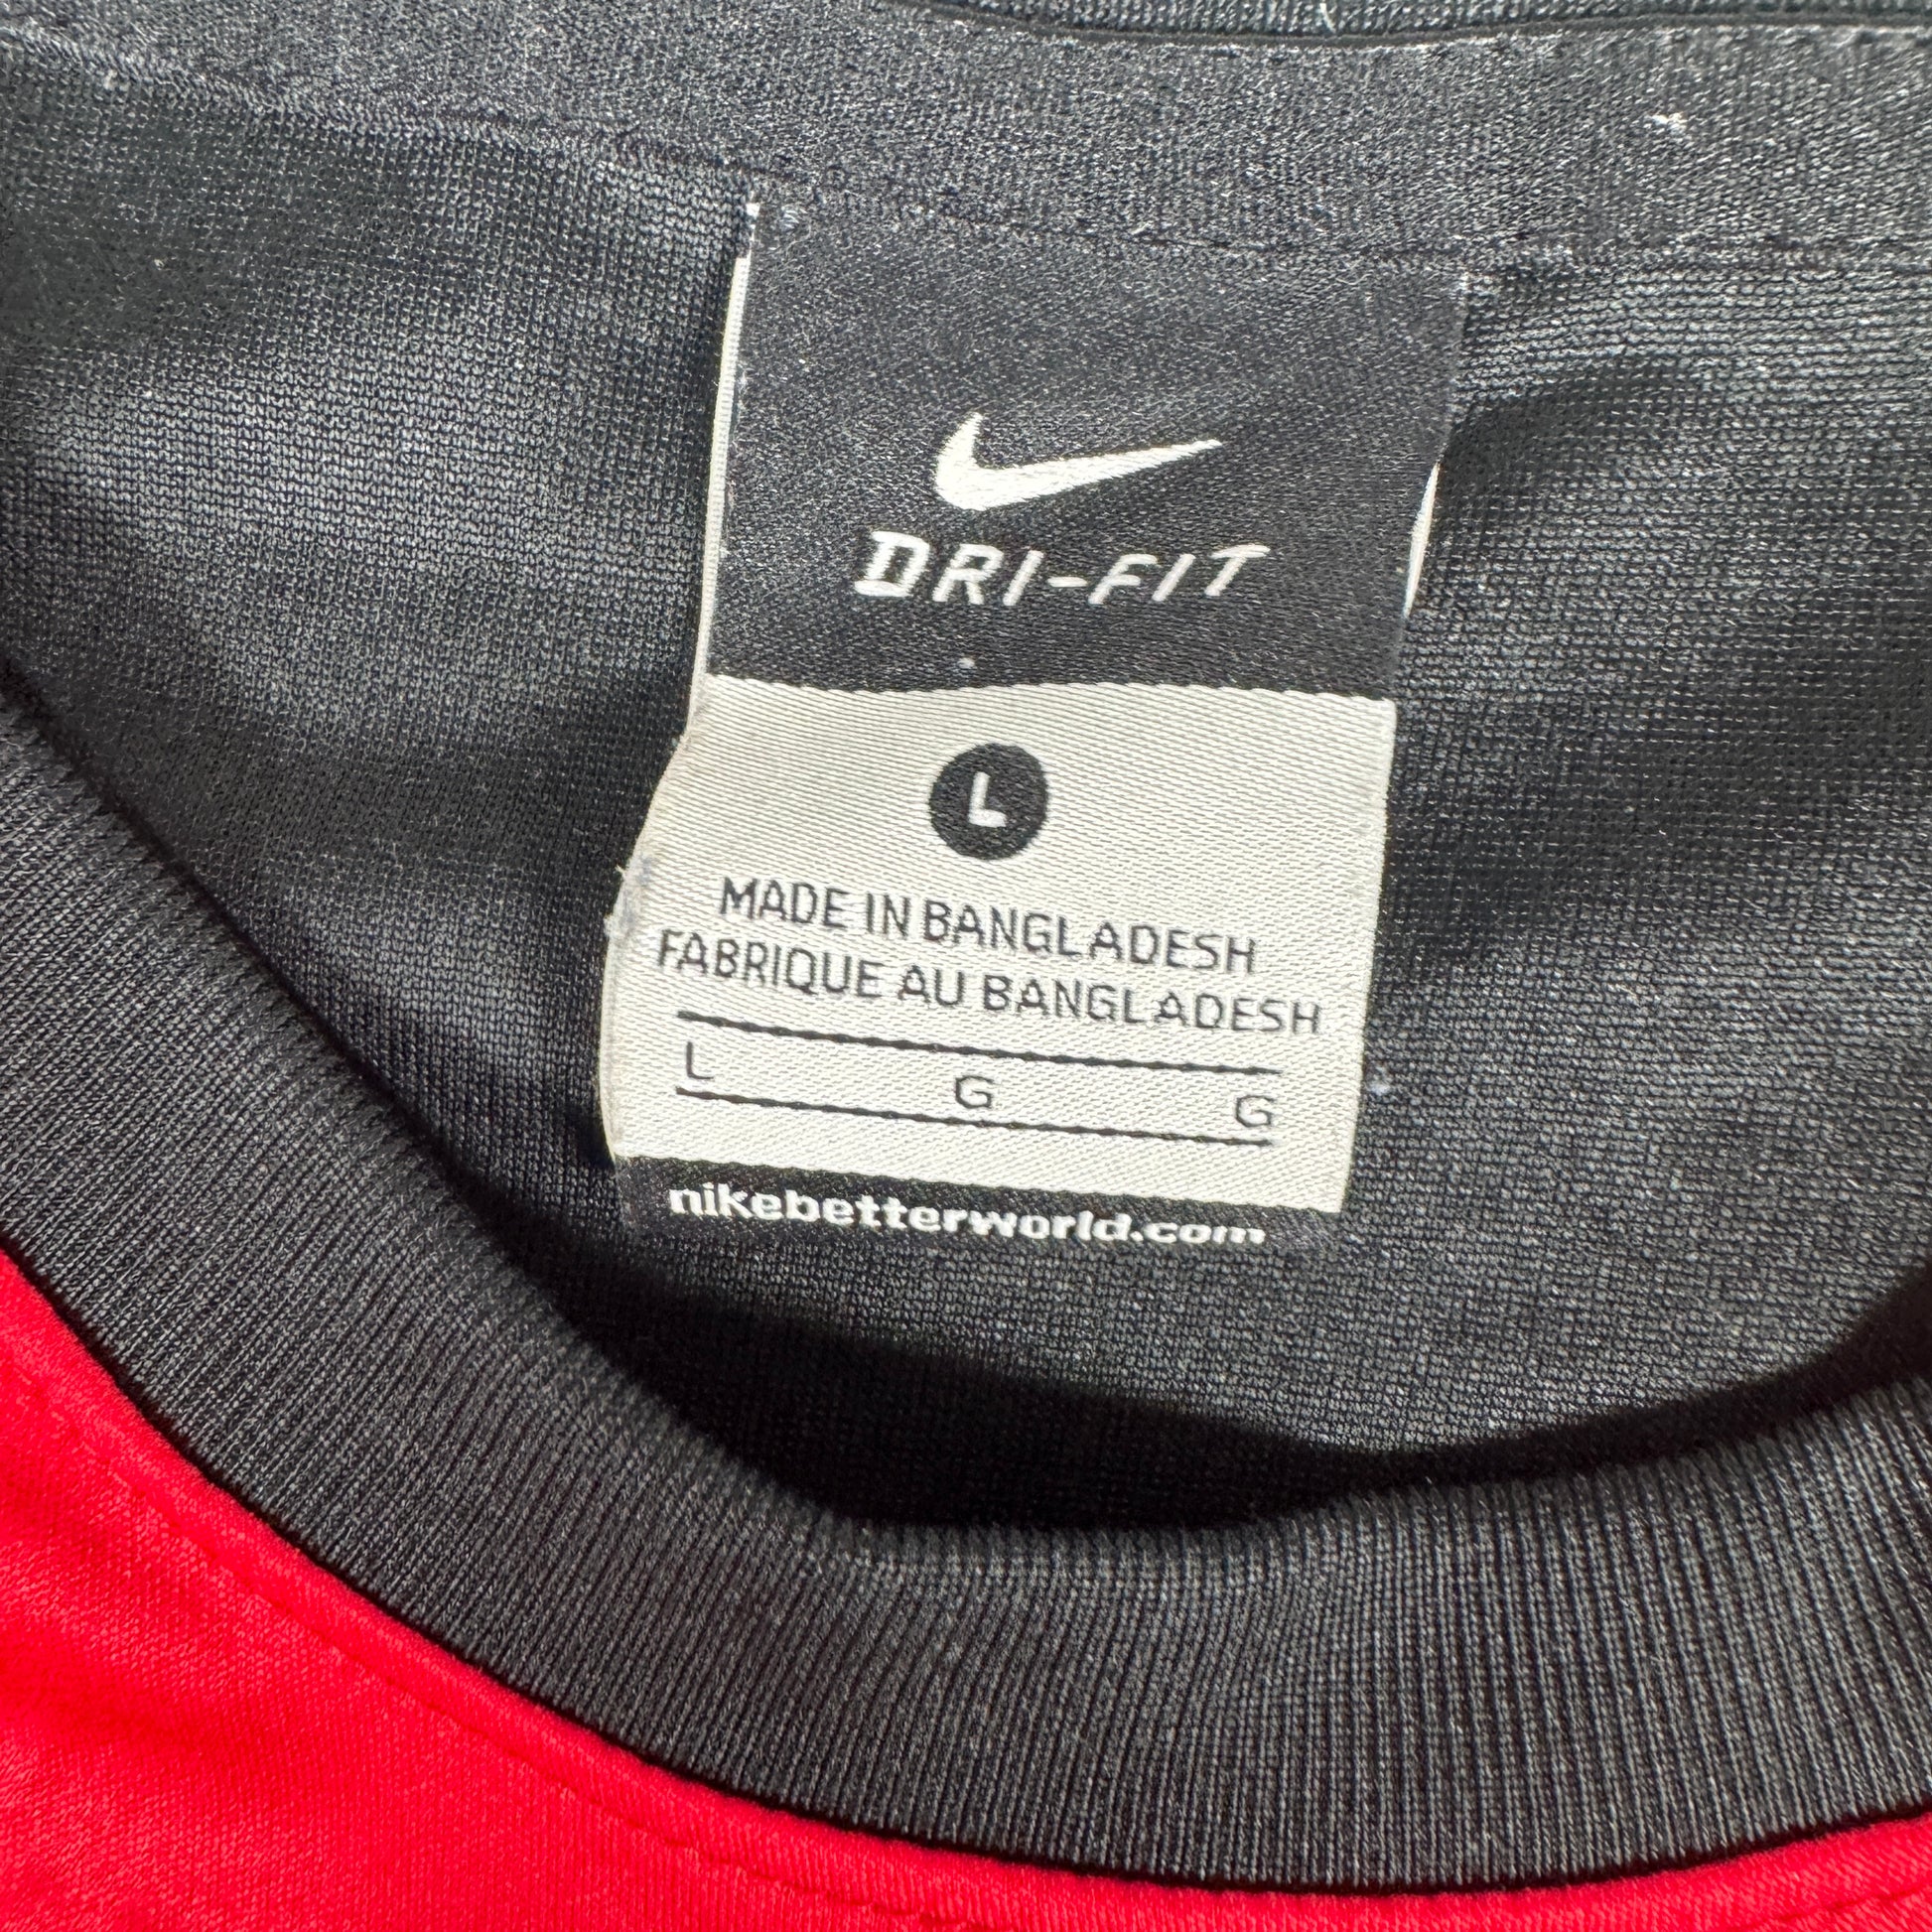 DRI-FIT
L
MADE IN BANGLADESH
FABRIQUE AU BANGLADESH
L G G
nikebetterworld.com